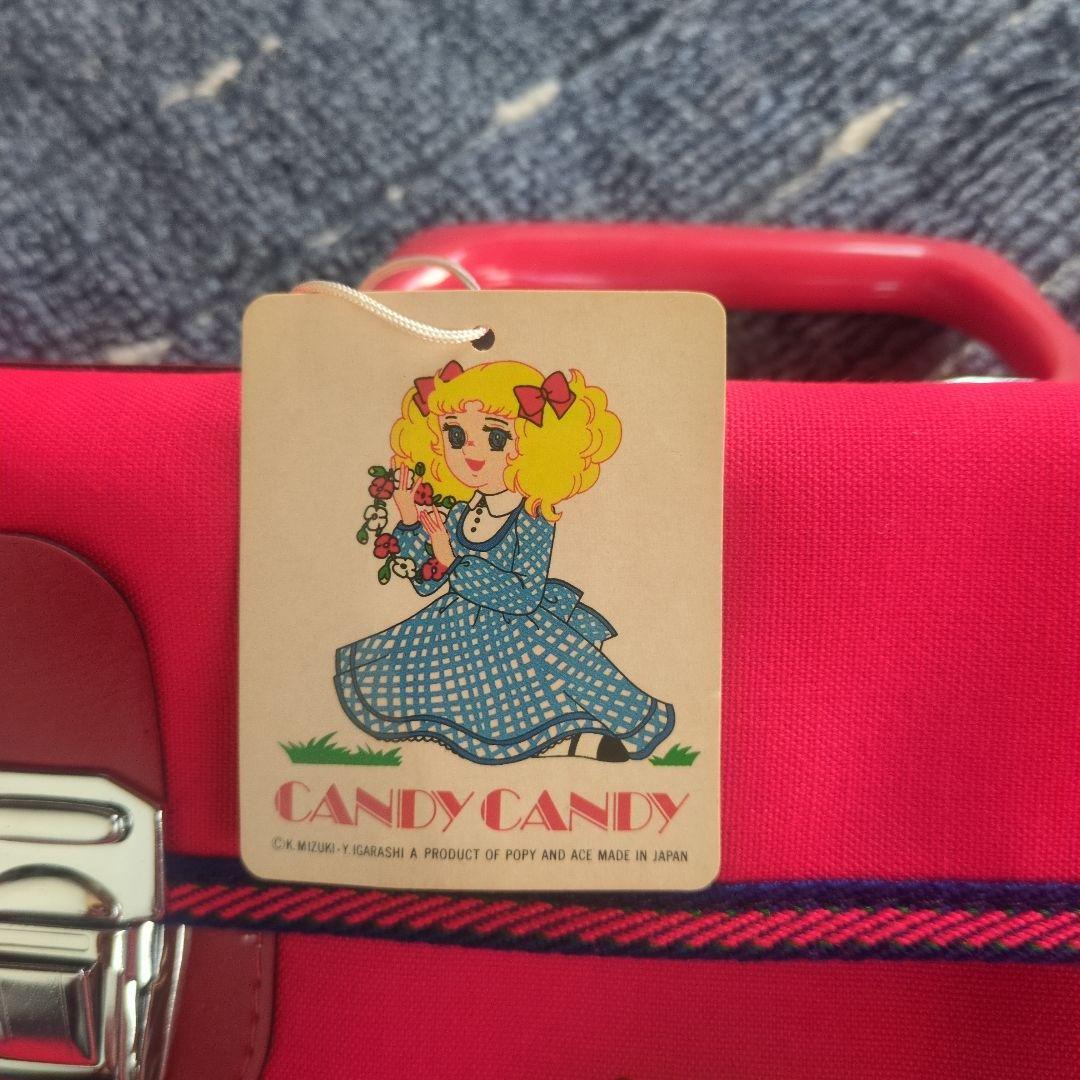 CANDY CANDY
©K.MIZUKI·Y.IGARASHI A PRODUCT OF POPY AND ACE MADE IN JAPAN